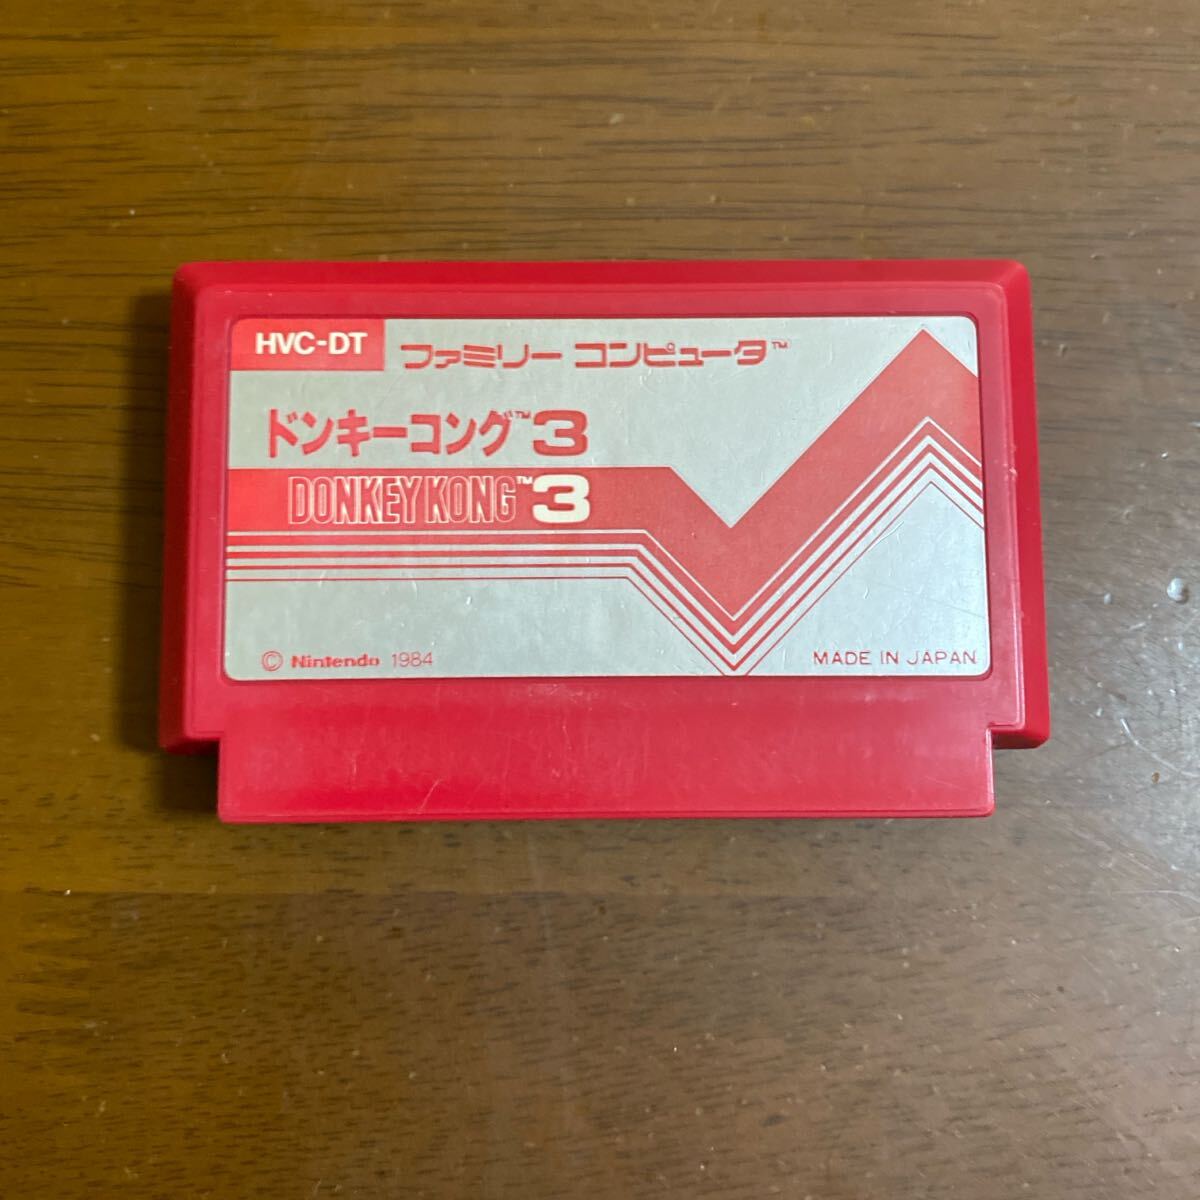 HVC-DT
ファミリー コンピュータ™
ドンキーコング™3
DONKEY KONG™3
© Nintendo 1984
MADE IN JAPAN